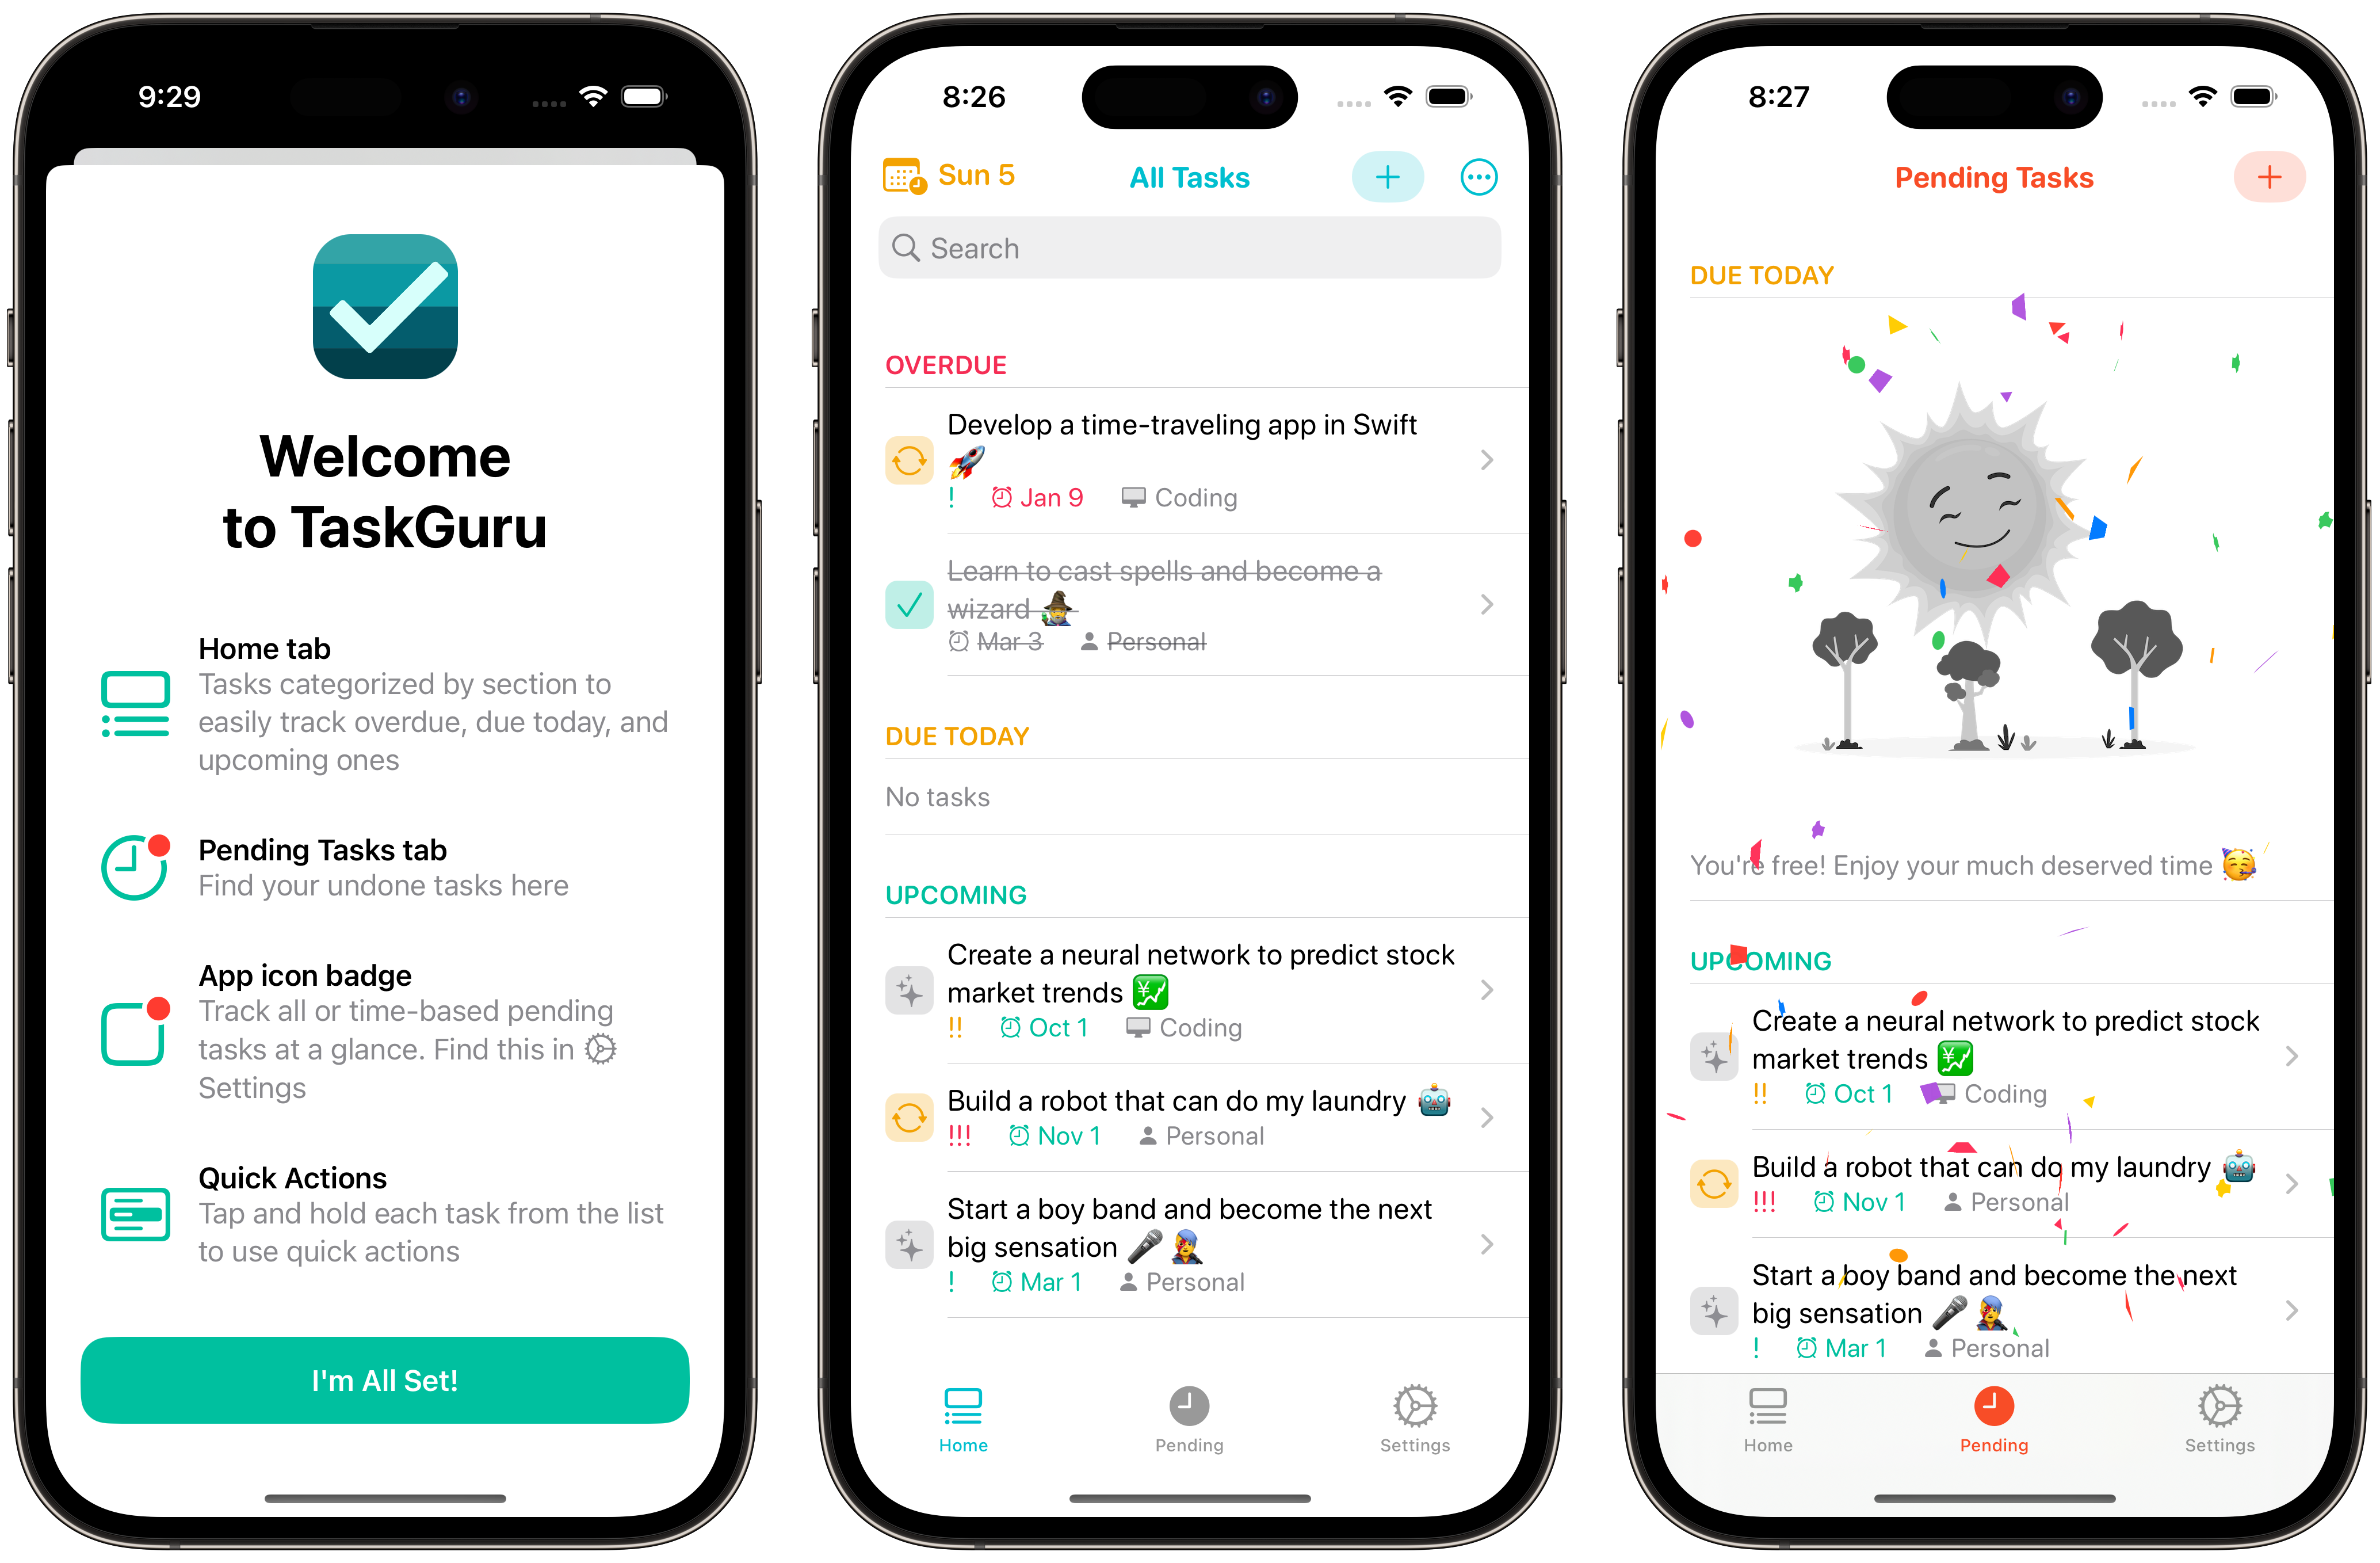 9:29
Welcome
to TaskGuru
Home tab
Tasks categorized by section to
easily track overdue, due today, and
upcoming ones
Pending Tasks tab
Find your undone tasks here
App icon badge
Track all or time-based pending
tasks at a glance. Find this in
Settings
Quick Actions
Tap and hold each task from the list
to use quick actions
I'm All Set!
8:26
Sun 5
All Tasks
Search
OVERDUE
Develop a time-traveling app in Swift
🚀
! Jan 9 Coding
Learn to cast spells and become a
wizard 🧙‍♂️
Mar 3 Personal
DUE TODAY
No tasks
UPCOMING
Create a neural network to predict stock
market trends 💹
!! Oct 1 Coding
Build a robot that can do my laundry 🤖
!!! Nov 1 Personal
Start a boy band and become the next
big sensation 🎤 👨‍🎤
! Mar 1 Personal
Home
Pending
Settings
8:27
Pending Tasks
DUE TODAY
You're free! Enjoy your much deserved time 🥳
UPCOMING
Create a neural network to predict stock
market trends 💹
!! Oct 1 Coding
Build a robot that can do my laundry 🤖
!!! Nov 1 Personal
Start a boy band and become the next
big sensation 🎤 👨‍🎤
! Mar 1 Personal
Home
Pending
Settings